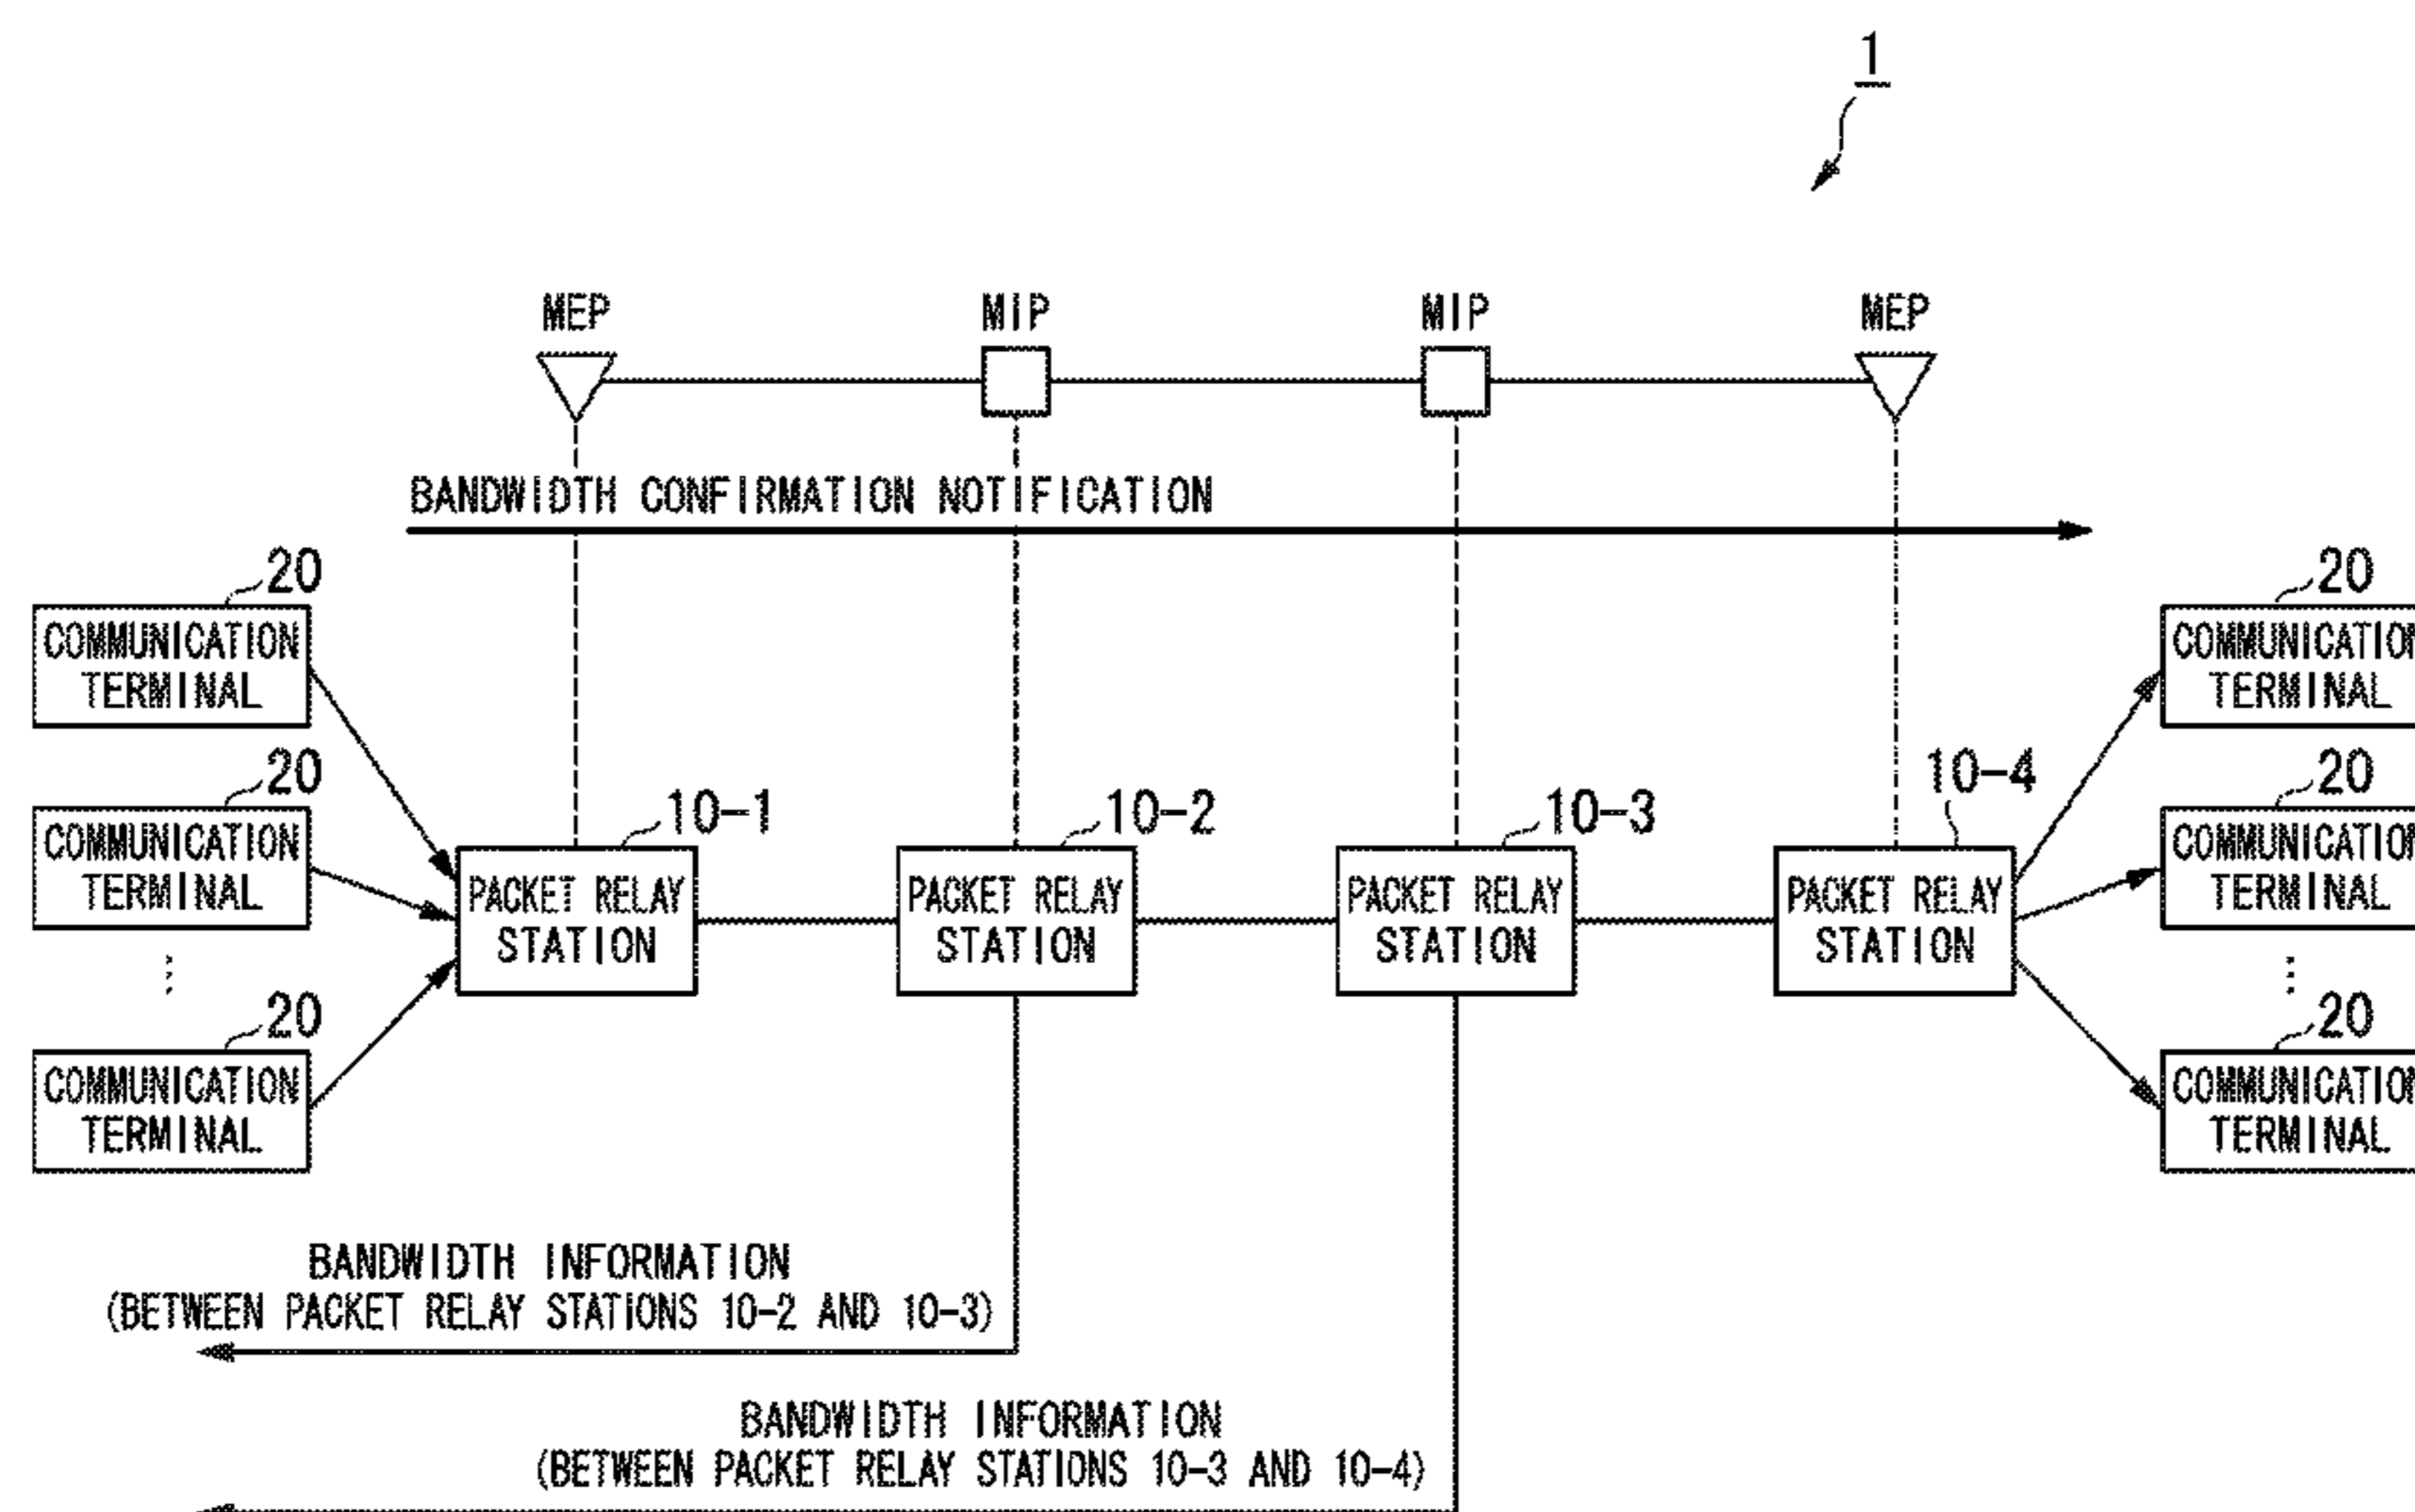 1
MEP
MIP
MIP
MEP
BANDWIDTH CONFIRMATION NOTIFICATION
20
COMMUNICATION
TERMINAL
20
COMMUNICATION
TERMINAL
20
COMMUNICATION
TERMINAL
10-1
PACKET RELAY
STATION
10-2
PACKET RELAY
STATION
10-3
PACKET RELAY
STATION
10-4
PACKET RELAY
STATION
20
COMMUNICATION
TERMINAL
20
COMMUNICATION
TERMINAL
20
COMMUNICATION
TERMINAL
BANDWIDTH INFORMATION
(BETWEEN PACKET RELAY STATIONS 10-2 AND 10-3)
BANDWIDTH INFORMATION
(BETWEEN PACKET RELAY STATIONS 10-3 AND 10-4)